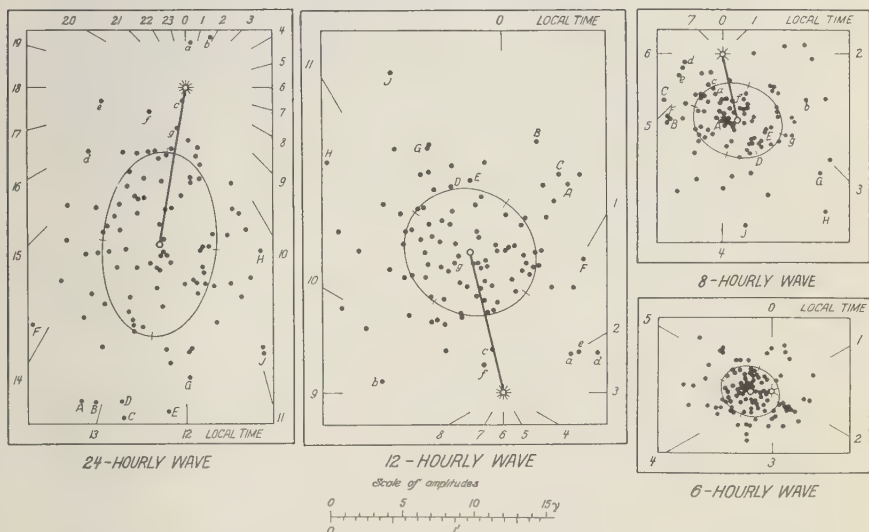 20 21 22 23 0 1 2 3 4
LOCAL TIME
19 18 17 16 15 14
5 6 7 8 9 10 11
13 12 LOCAL TIME
a b c g e f d
H F J G A B C D E
24-HOURLY WAVE
0 LOCAL TIME
11 10 9
1 2 3
8 7 6 5 4
J H G B C A D E F
g c f b a e d
12-HOURLY WAVE
7 0 1 LOCAL TIME
6 5 4
2 3
d e c a f b g
C F B A E D G H J
8-HOURLY WAVE
0 LOCAL TIME
5 4 3
1 2
6-HOURLY WAVE
Scale of amplitudes
0 5 10 15γ
0 1'